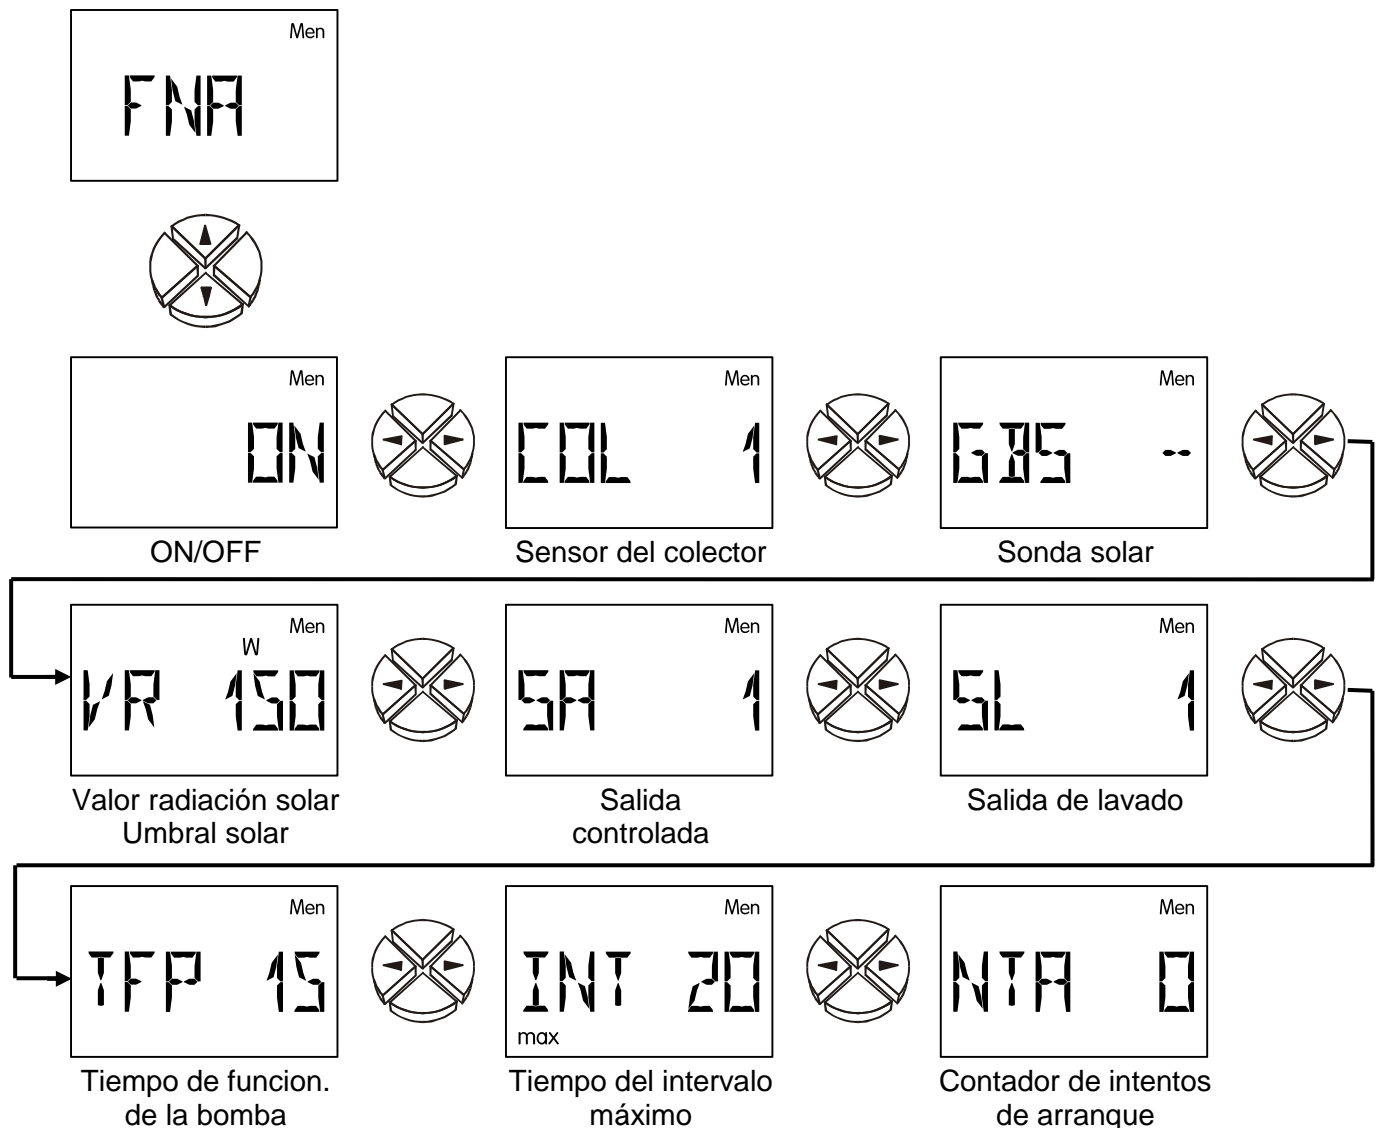 Men
FNA
Men
ON
ON/OFF
Men
COL 1
Sensor del colector
Men
GBS --
Sonda solar
Men
W
VR 150
Valor radiación solar
Umbral solar
Men
SA 1
Salida
controlada
Men
SL 1
Salida de lavado
Men
TFP 15
Tiempo de funcion.
de la bomba
Men
INT 20
max
Tiempo del intervalo
máximo
Men
NTA 0
Contador de intentos
de arranque